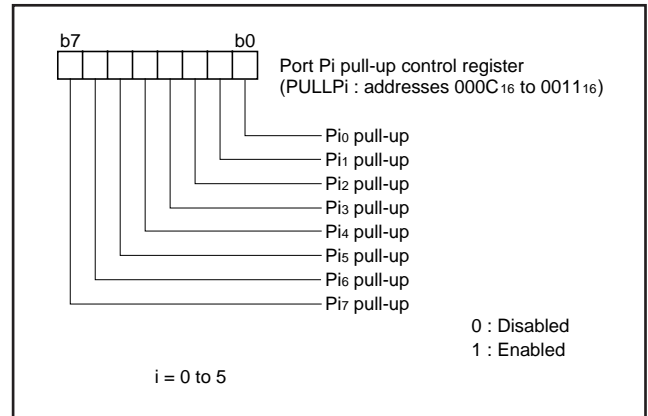 b7 b0
Port Pi pull-up control register
(PULLPi : addresses 000C₁₆ to 0011₁₆)
Pi₀ pull-up
Pi₁ pull-up
Pi₂ pull-up
Pi₃ pull-up
Pi₄ pull-up
Pi₅ pull-up
Pi₆ pull-up
Pi₇ pull-up
0 : Disabled
1 : Enabled
i = 0 to 5